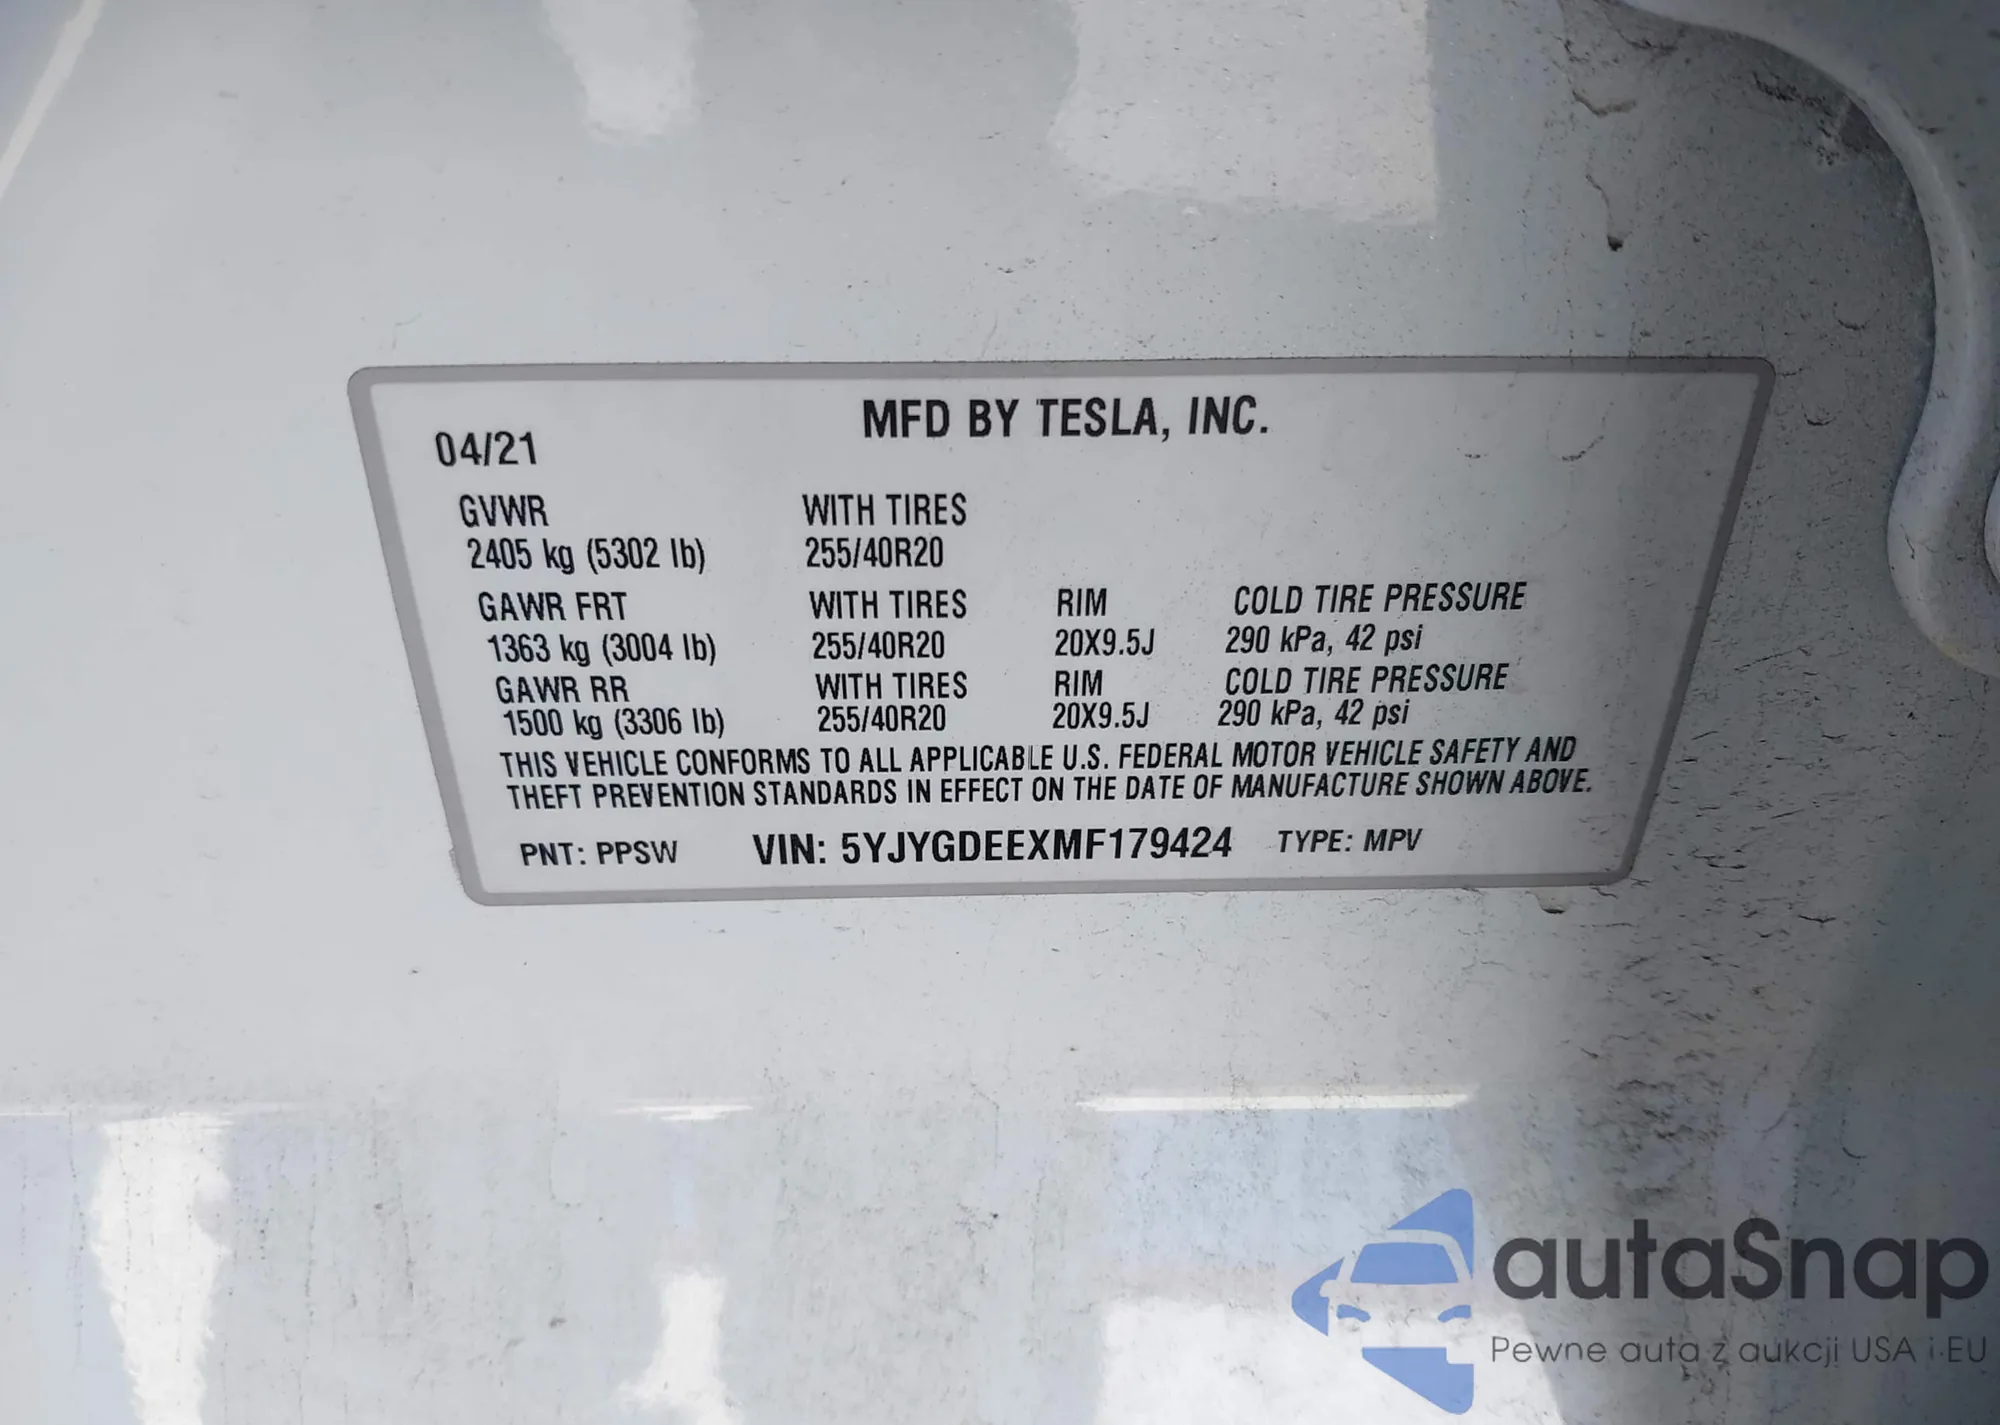 MFD BY TESLA, INC.
04/21
GVWR WITH TIRES
2405 kg (5302 lb) 255/40R20
GAWR FRT WITH TIRES RIM COLD TIRE PRESSURE
1363 kg (3004 lb) 255/40R20 20X9.5J 290 kPa, 42 psi
GAWR RR WITH TIRES RIM COLD TIRE PRESSURE
1500 kg (3306 lb) 255/40R20 20X9.5J 290 kPa, 42 psi
THIS VEHICLE CONFORMS TO ALL APPLICABLE U.S. FEDERAL MOTOR VEHICLE SAFETY AND
THEFT PREVENTION STANDARDS IN EFFECT ON THE DATE OF MANUFACTURE SHOWN ABOVE.
PNT: PPSW VIN: 5YJYGDEEXMF179424 TYPE: MPV
autaSnap
Pewne auta z aukcji USA i EU